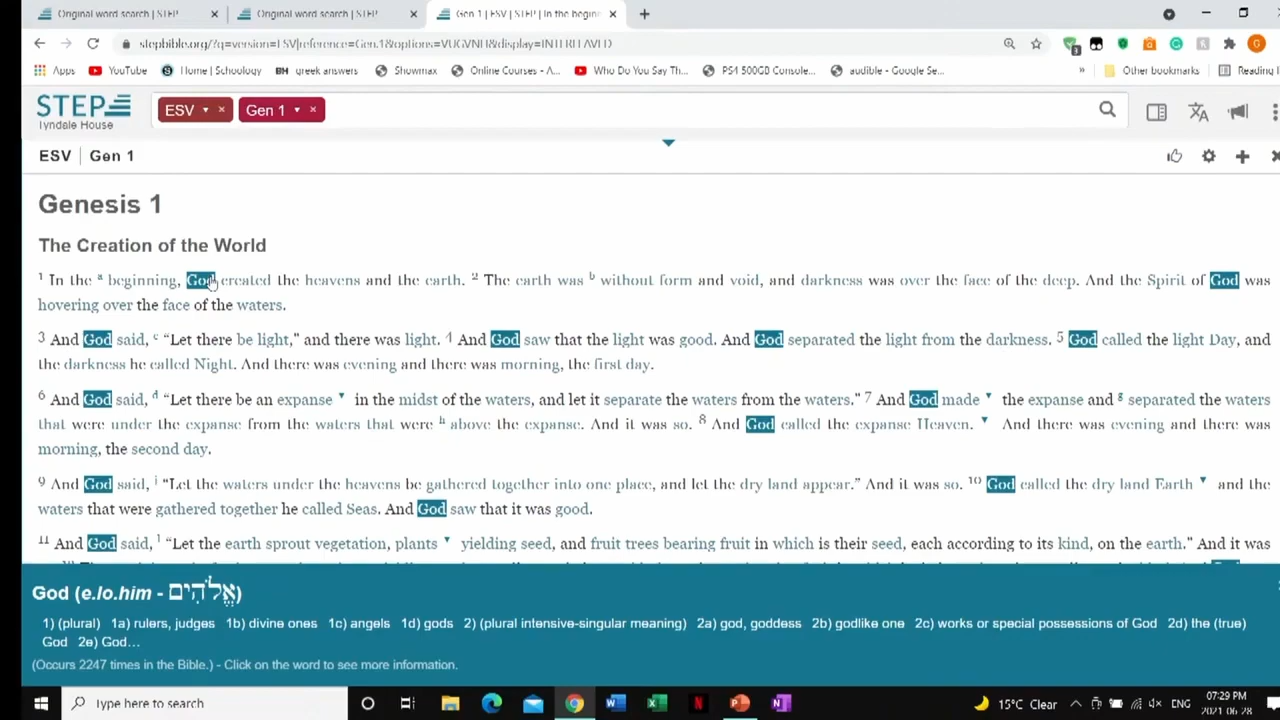 Original word search | STEP
Original word search | STEP
Gen 1 | ESV | STEP | In the beginn
stepbible.org/?q=version=ESV|reference=Gen.1&options=VUGVNH&display=INTERLEAVED
Apps YouTube Home | Schoology greek answers Showmax Online Courses - A... Who Do You Say Th... PS4 500GB Console... audible - Google Se... » Other bookmarks Reading
STEP
Tyndale House
ESV Gen 1
ESV Gen 1
Genesis 1
The Creation of the World
1 In the a beginning, God created the heavens and the earth. 2 The earth was b without form and void, and darkness was over the face of the deep. And the Spirit of God was
hovering over the face of the waters.
3 And God said, c “Let there be light,” and there was light. 4 And God saw that the light was good. And God separated the light from the darkness. 5 God called the light Day, and
the darkness he called Night. And there was evening and there was morning, the first day.
6 And God said, d “Let there be an expanse in the midst of the waters, and let it separate the waters from the waters.” 7 And God made the expanse and g separated the waters
that were under the expanse from the waters that were h above the expanse. And it was so. 8 And God called the expanse Heaven. And there was evening and there was
morning, the second day.
9 And God said, i “Let the waters under the heavens be gathered together into one place, and let the dry land appear.” And it was so. 10 God called the dry land Earth and the
waters that were gathered together he called Seas. And God saw that it was good.
11 And God said, “Let the earth sprout vegetation, plants yielding seed, and fruit trees bearing fruit in which is their seed, each according to its kind, on the earth.” And it was
God (e.lo.him - אֱלֹהִים)
1) (plural) 1a) rulers, judges 1b) divine ones 1c) angels 1d) gods 2) (plural intensive-singular meaning) 2a) god, goddess 2b) godlike one 2c) works or special possessions of God 2d) the (true)
God 2e) God…
(Occurs 2247 times in the Bible.) - Click on the word to see more information.
Type here to search
15°C Clear ENG
07:29 PM
2021-06-28